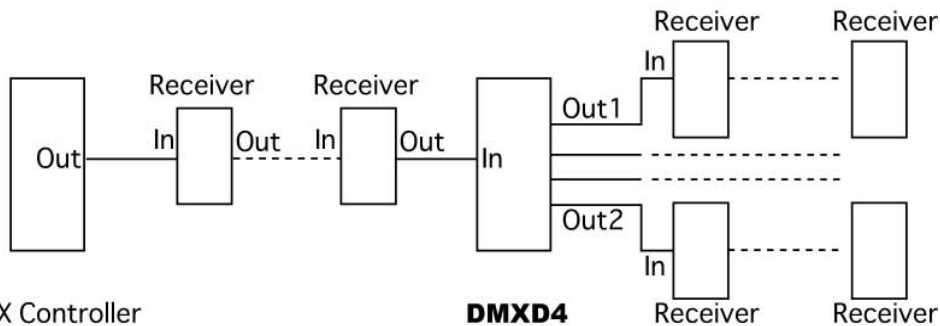 Receiver Receiver
In
Receiver Receiver
Out1
Out In Out In Out In
Out2
In
X Controller DMXD4 Receiver Receiver